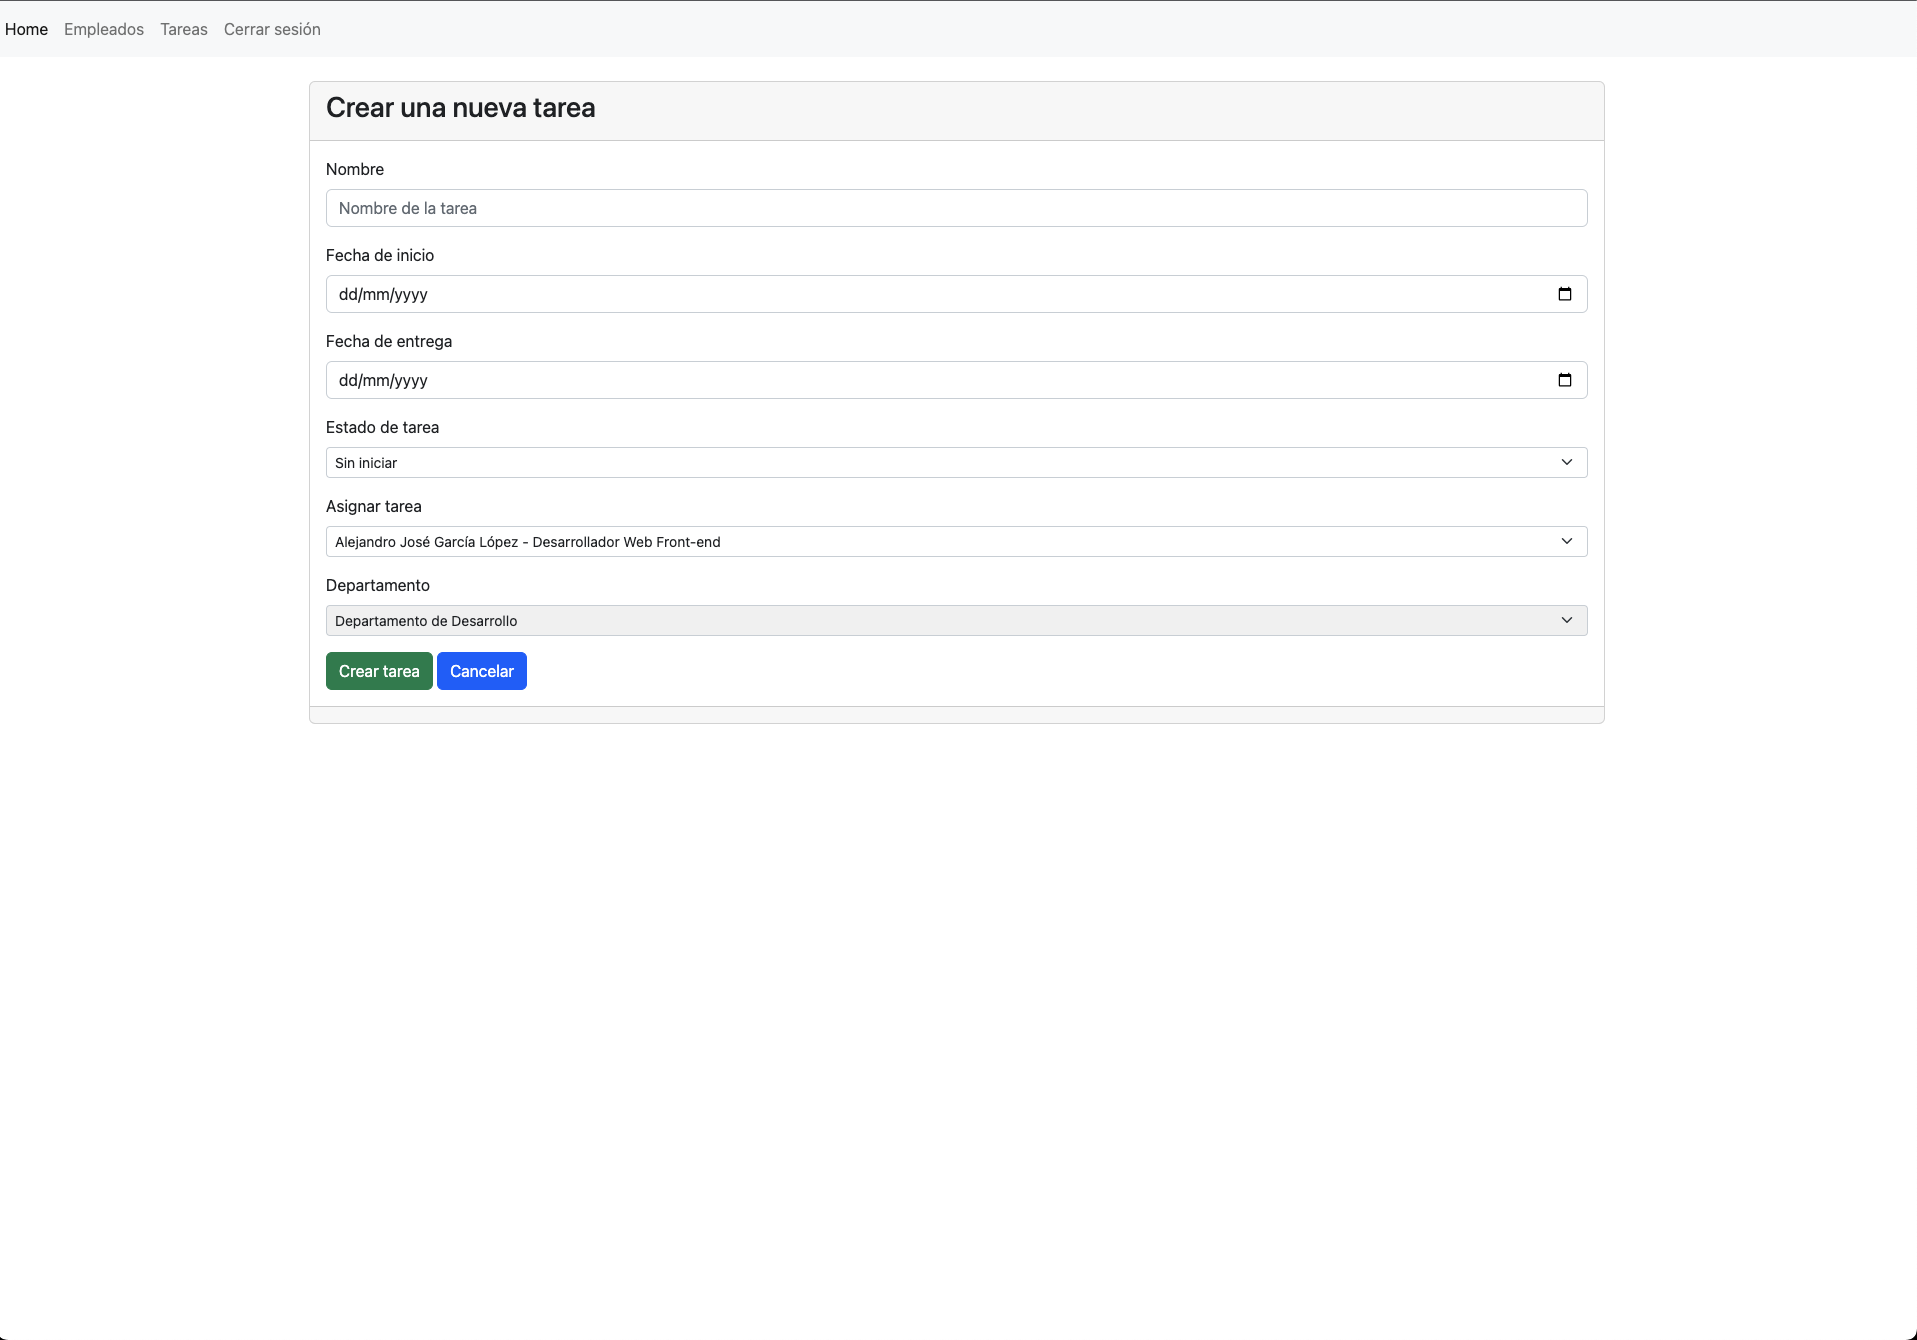 Home Empleados Tareas Cerrar sesión
Crear una nueva tarea
Nombre
Nombre de la tarea
Fecha de inicio
dd/mm/yyyy
Fecha de entrega
dd/mm/yyyy
Estado de tarea
Sin iniciar
Asignar tarea
Alejandro José García López - Desarrollador Web Front-end
Departamento
Departamento de Desarrollo
Crear tarea Cancelar